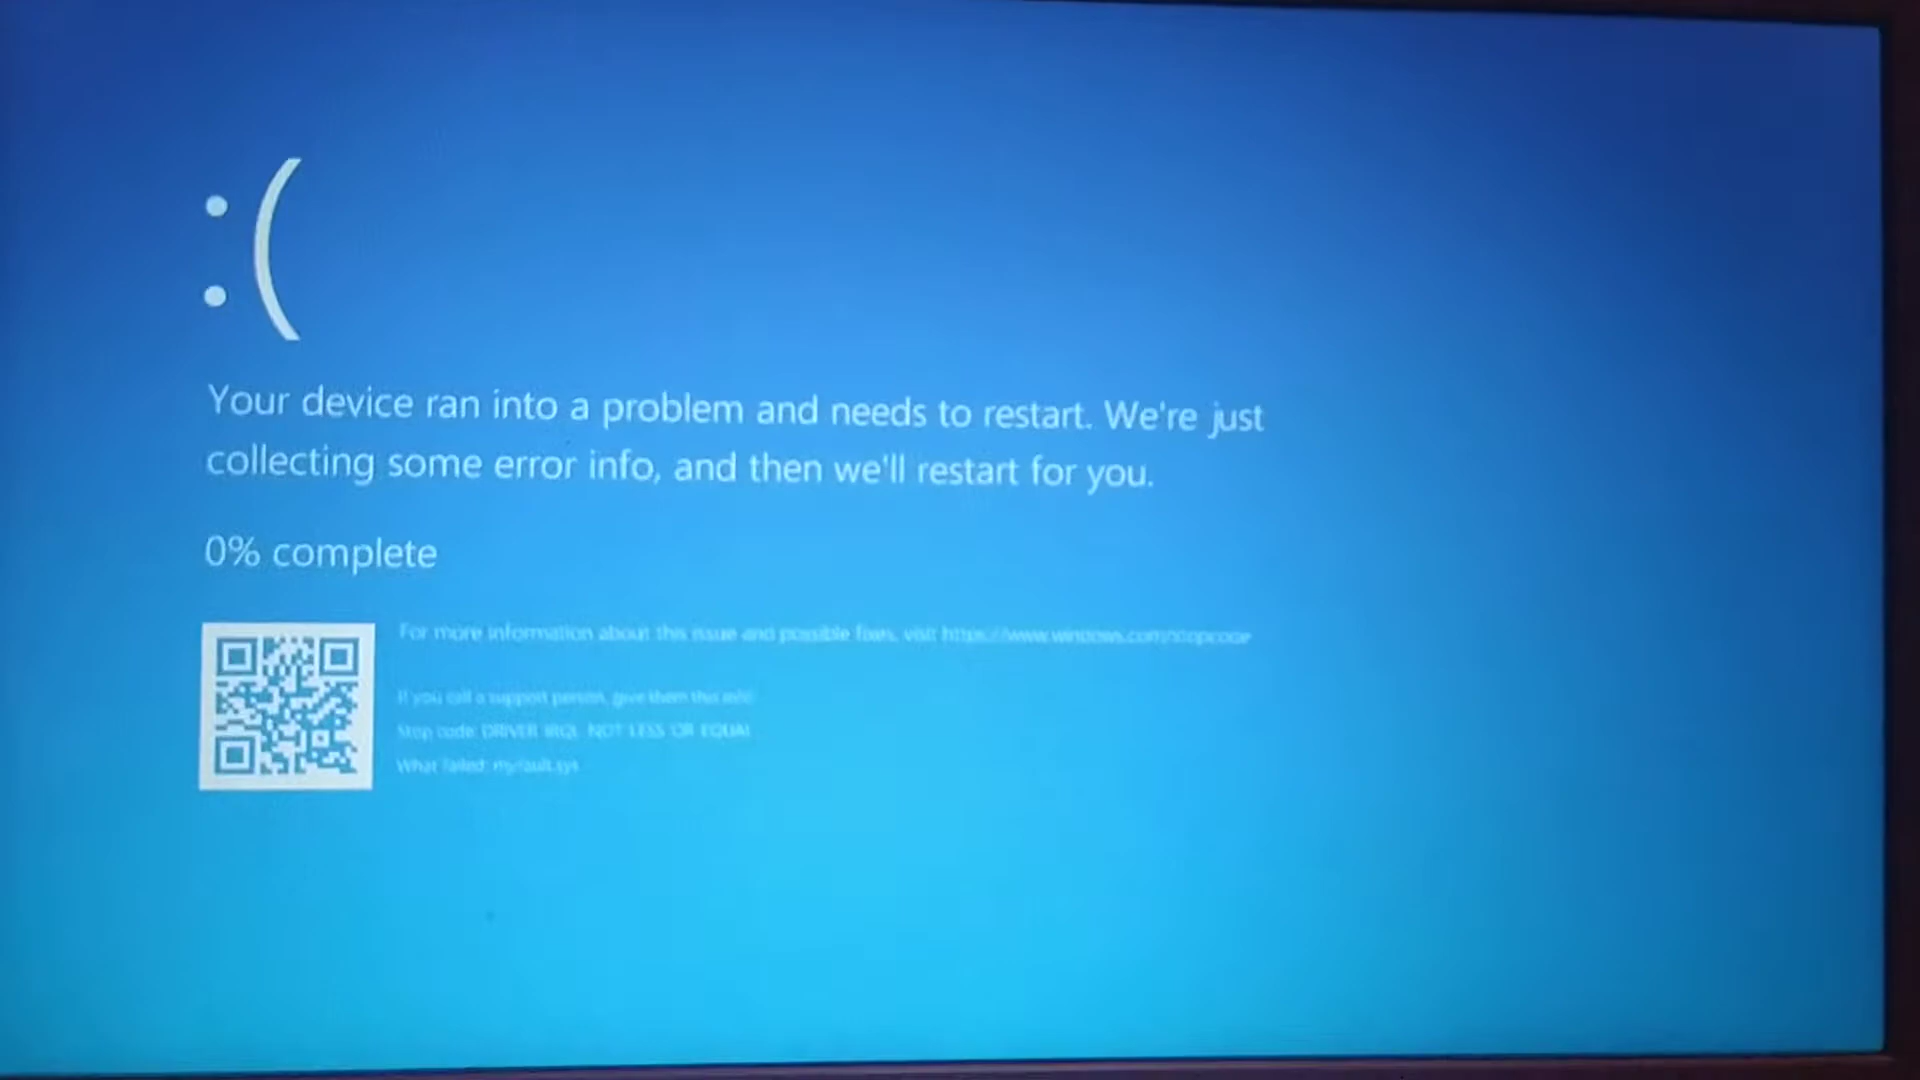 :(
Your device ran into a problem and needs to restart. We're just
collecting some error info, and then we'll restart for you.
0% complete
For more information about this issue and possible fixes, visit https://www.windows.com/stopcode
If you call a support person, give them this info:
Stop code: DRIVER IRQL NOT LESS OR EQUAL
What failed: myfault.sys